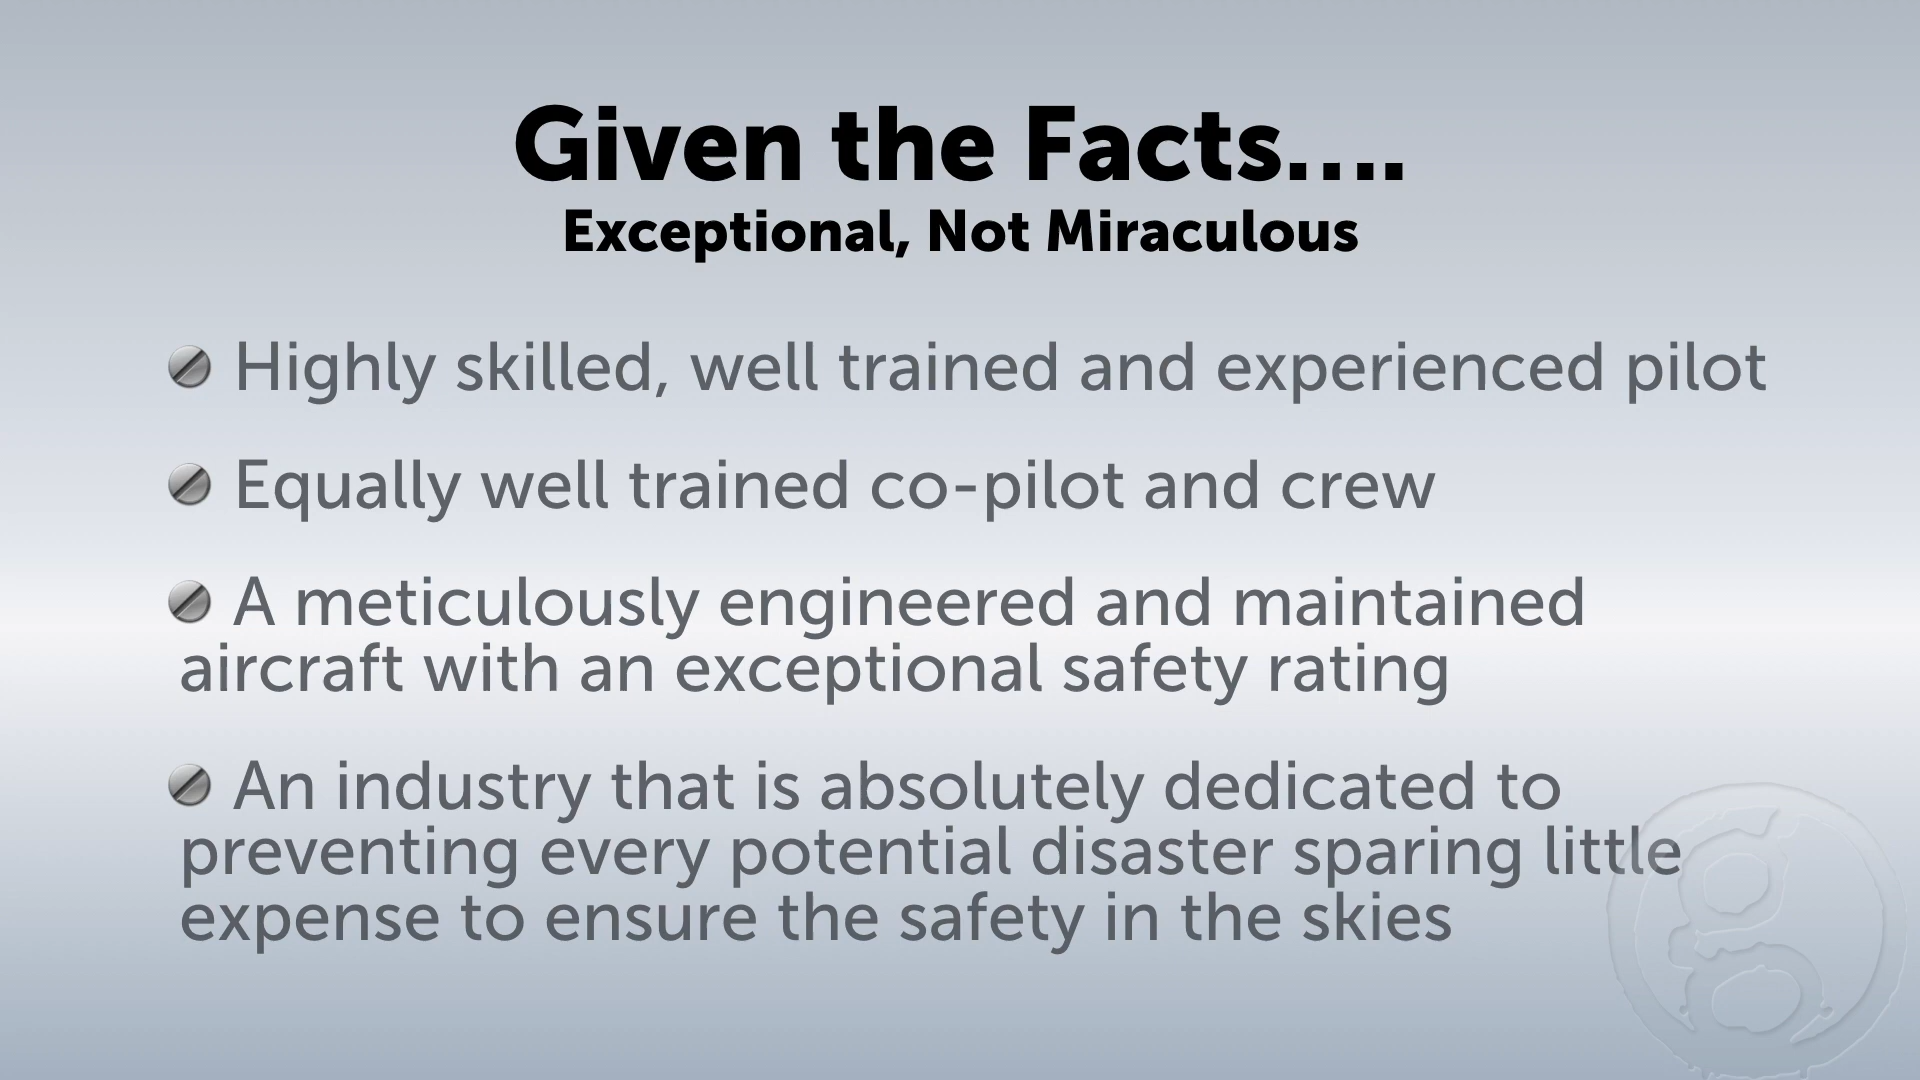 Given the Facts....
Exceptional, Not Miraculous
Highly skilled, well trained and experienced pilot
Equally well trained co-pilot and crew
A meticulously engineered and maintained
aircraft with an exceptional safety rating
An industry that is absolutely dedicated to
preventing every potential disaster sparing little
expense to ensure the safety in the skies
g